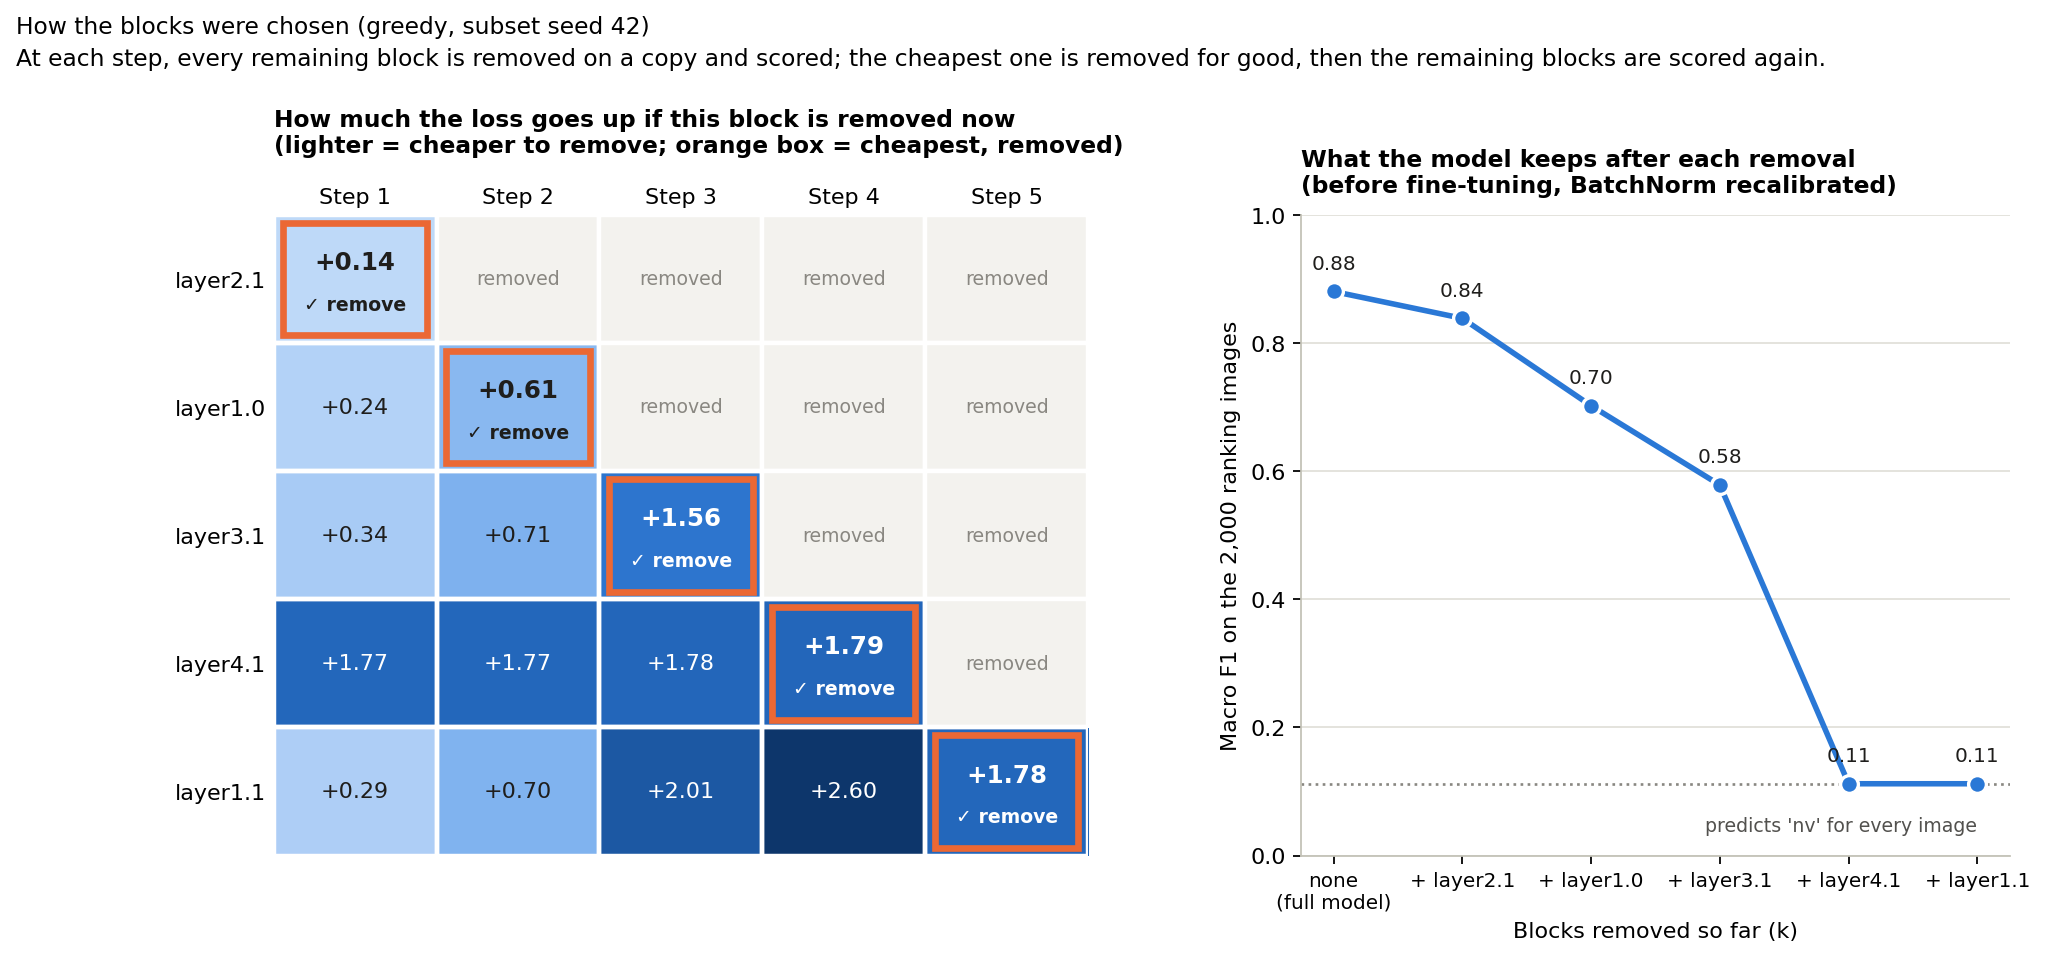 How the blocks were chosen (greedy, subset seed 42)
At each step, every remaining block is removed on a copy and scored; the cheapest one is removed for good, then the remaining blocks are scored again.
How much the loss goes up if this block is removed now
(lighter = cheaper to remove; orange box = cheapest, removed)
Step 1 Step 2 Step 3 Step 4 Step 5
layer2.1 +0.14 removed removed removed removed
✓ remove
layer1.0 +0.24 +0.61 removed removed removed
✓ remove
layer3.1 +0.34 +0.71 +1.56 removed removed
✓ remove
layer4.1 +1.77 +1.77 +1.78 +1.79 removed
✓ remove
layer1.1 +0.29 +0.70 +2.01 +2.60 +1.78
✓ remove
What the model keeps after each removal
(before fine-tuning, BatchNorm recalibrated)
Macro F1 on the 2,000 ranking images
1.0
0.8
0.6
0.4
0.2
0.0
0.88
0.84
0.70
0.58
0.11
0.11
predicts 'nv' for every image
none
(full model)
+ layer2.1
+ layer1.0
+ layer3.1
+ layer4.1
+ layer1.1
Blocks removed so far (k)